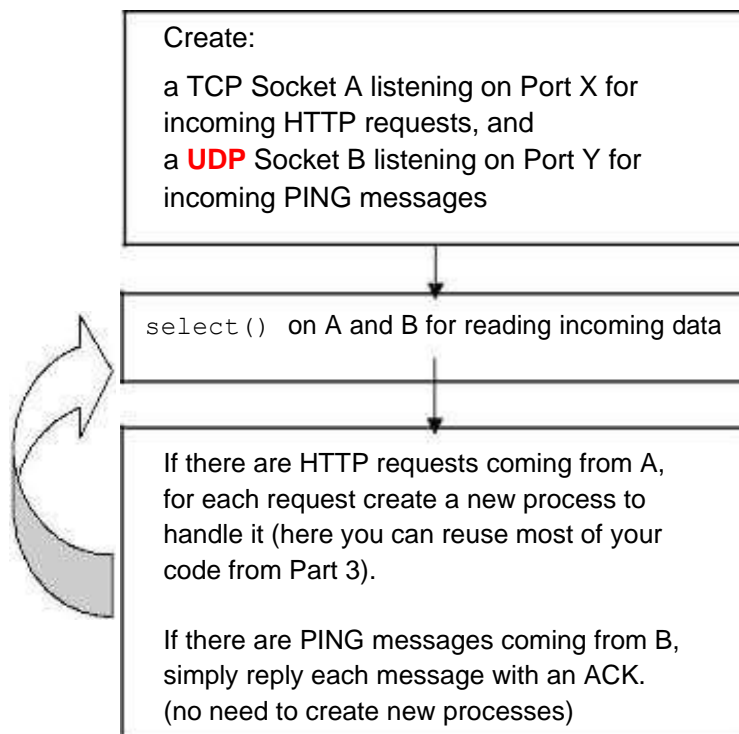 Create:
a TCP Socket A listening on Port X for
incoming HTTP requests, and
a UDP Socket B listening on Port Y for
incoming PING messages
select() on A and B for reading incoming data
If there are HTTP requests coming from A,
for each request create a new process to
handle it (here you can reuse most of your
code from Part 3).
If there are PING messages coming from B,
simply reply each message with an ACK.
(no need to create new processes)